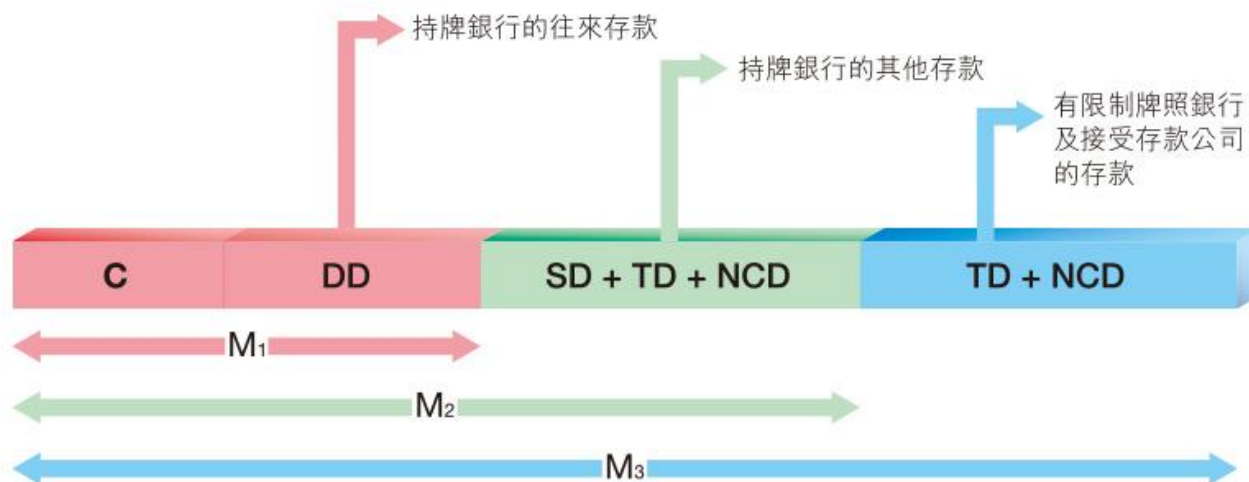 持牌銀行的往來存款
持牌銀行的其他存款
有限制牌照銀行
及接受存款公司
的存款
C
DD
SD + TD + NCD
TD + NCD
M₁
M₂
M₃